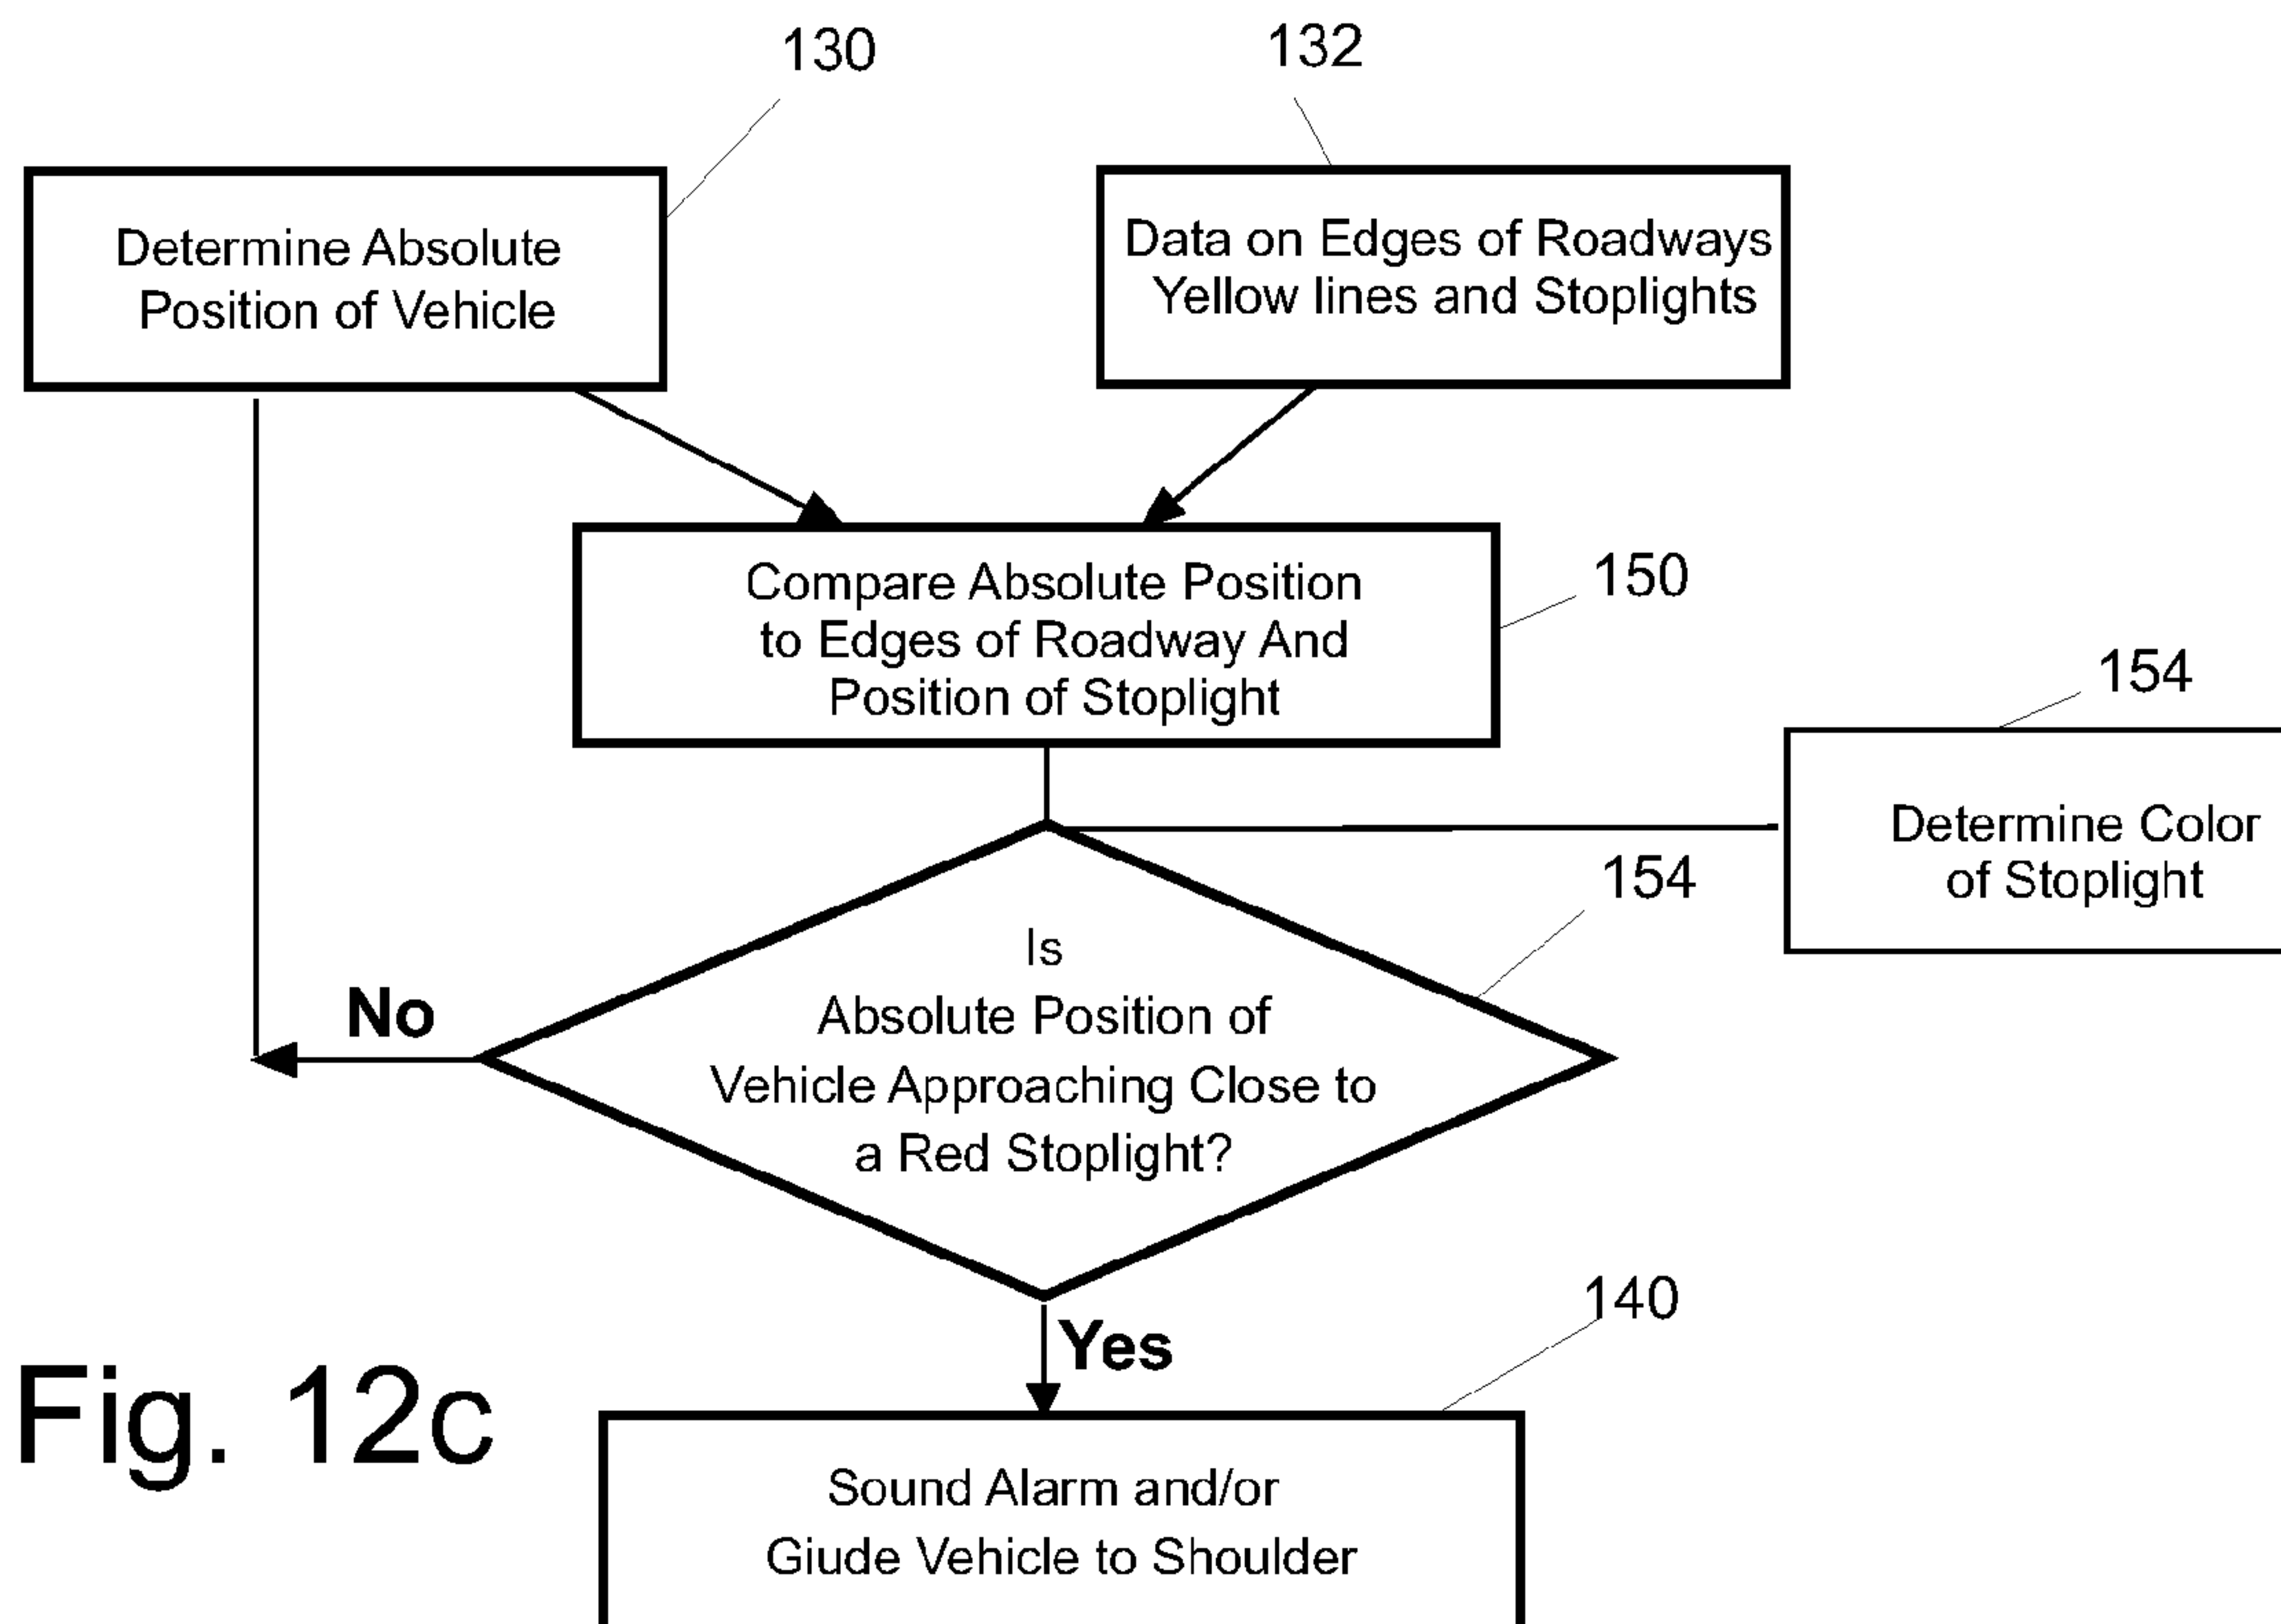 130
132
Determine Absolute
Position of Vehicle
Data on Edges of Roadways
Yellow lines and Stoplights
Compare Absolute Position
to Edges of Roadway And
Position of Stoplight
150
154
Determine Color
of Stoplight
154
Is
Absolute Position of
Vehicle Approaching Close to
a Red Stoplight?
No
Yes
140
Sound Alarm and/or
Giude Vehicle to Shoulder
Fig. 12c